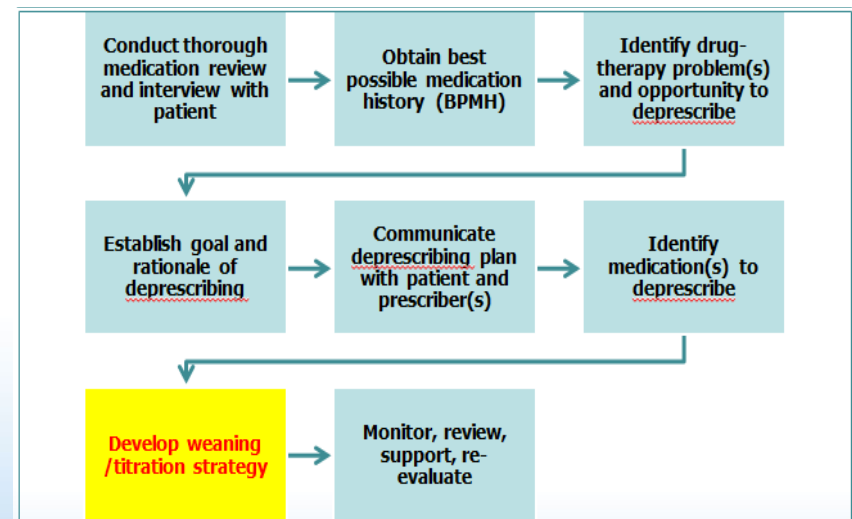 Conduct thorough
medication review
and interview with
patient
Obtain best
possible medication
history (BPMH)
Identify drug-
therapy problem(s)
and opportunity to
deprescribe
Establish goal and
rationale of
deprescribing
Communicate
deprescribing plan
with patient and
prescriber(s)
Identify
medication(s) to
deprescribe
Develop weaning
/titration strategy
Monitor, review,
support, re-
evaluate